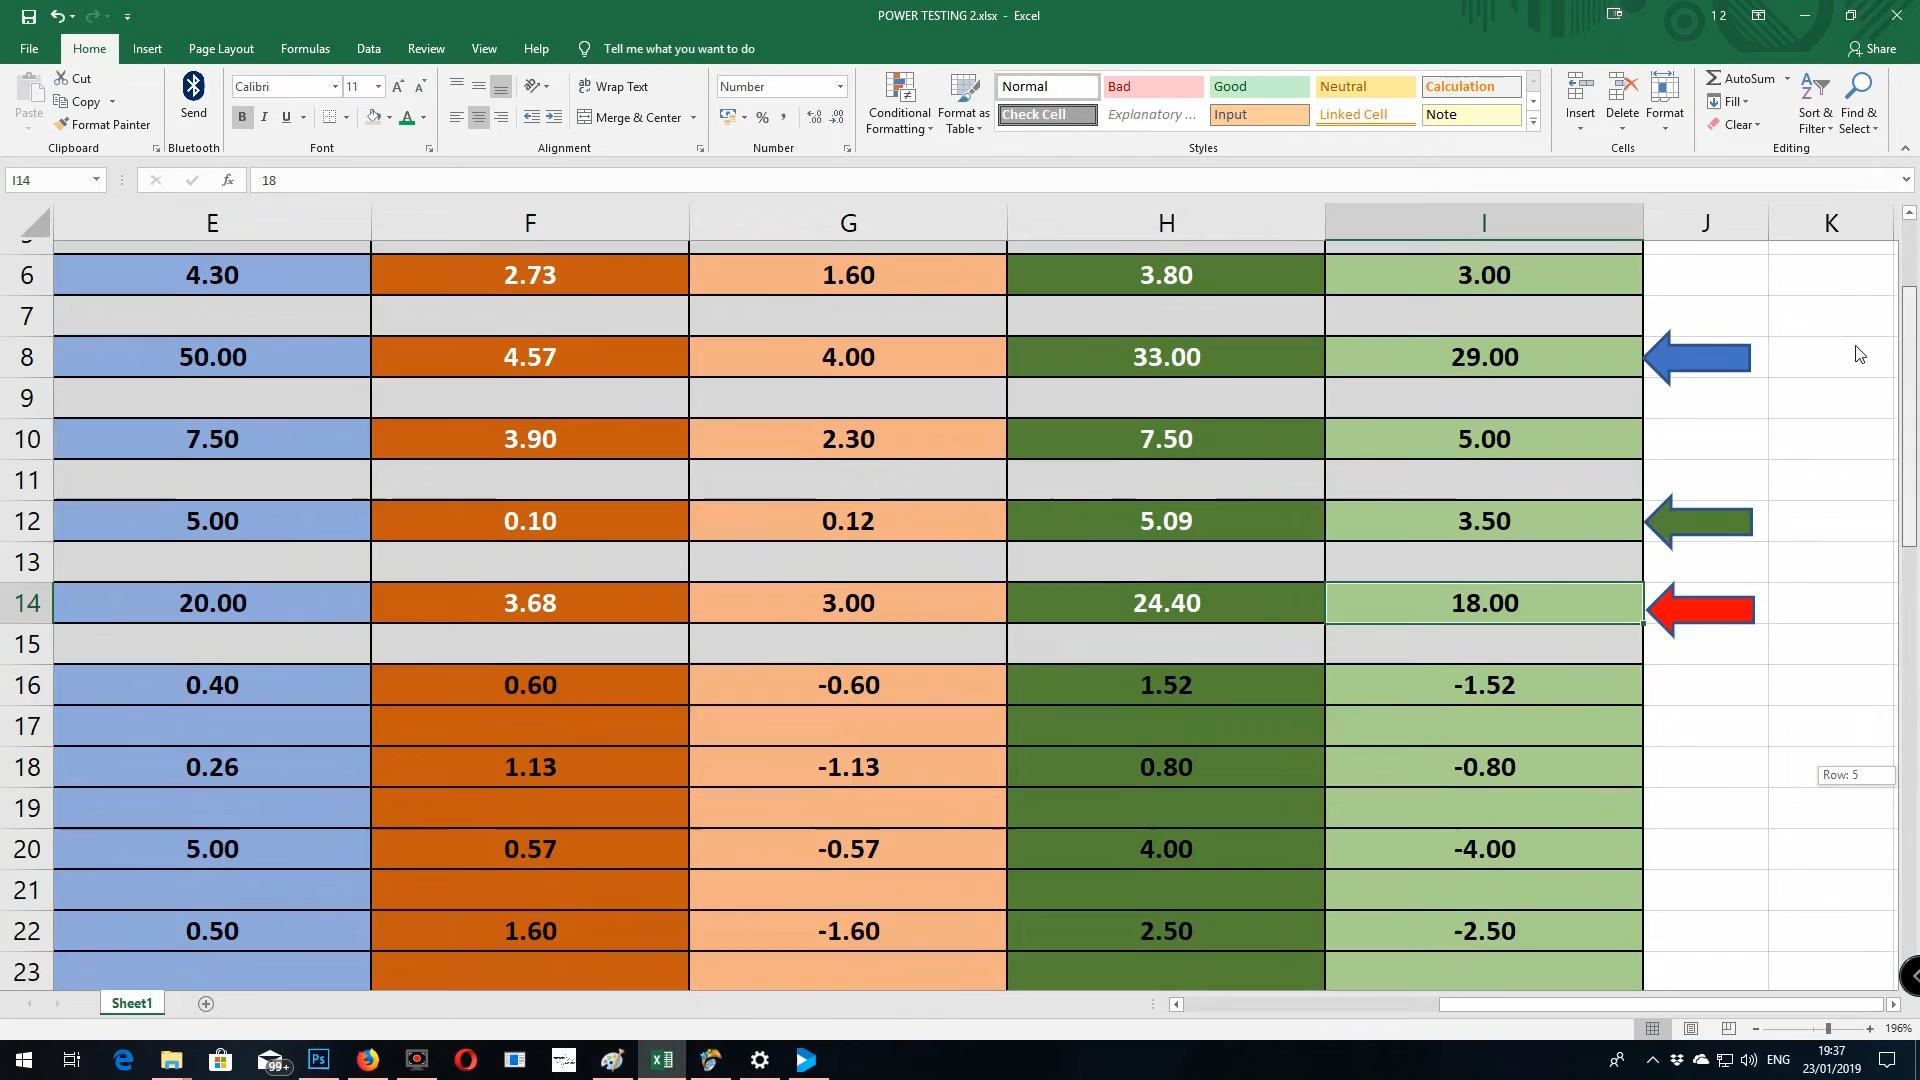 POWER TESTING 2.xlsx - Excel
1 2
File Home Insert Page Layout Formulas Data Review View Help Tell me what you want to do Share
Paste
Cut
Copy
Format Painter
Clipboard
Send
Bluetooth
Calibri 11
B I U
Font
Wrap Text
Merge & Center
Alignment
Number
%
Number
Conditional Formatting
Format as Table
Normal Bad Good Neutral Calculation
Check Cell Explanatory ... Input Linked Cell Note
Styles
Insert Delete Format
Cells
AutoSum
Fill
Clear
Sort & Filter
Find & Select
Editing
I14 fx 18
E F G H I J K
6 4.30 2.73 1.60 3.80 3.00
7
8 50.00 4.57 4.00 33.00 29.00
9
10 7.50 3.90 2.30 7.50 5.00
11
12 5.00 0.10 0.12 5.09 3.50
13
14 20.00 3.68 3.00 24.40 18.00
15
16 0.40 0.60 -0.60 1.52 -1.52
17
18 0.26 1.13 -1.13 0.80 -0.80
Row: 5
19
20 5.00 0.57 -0.57 4.00 -4.00
21
22 0.50 1.60 -1.60 2.50 -2.50
23
Sheet1
196%
99+
Ps
ENG
19:37
23/01/2019